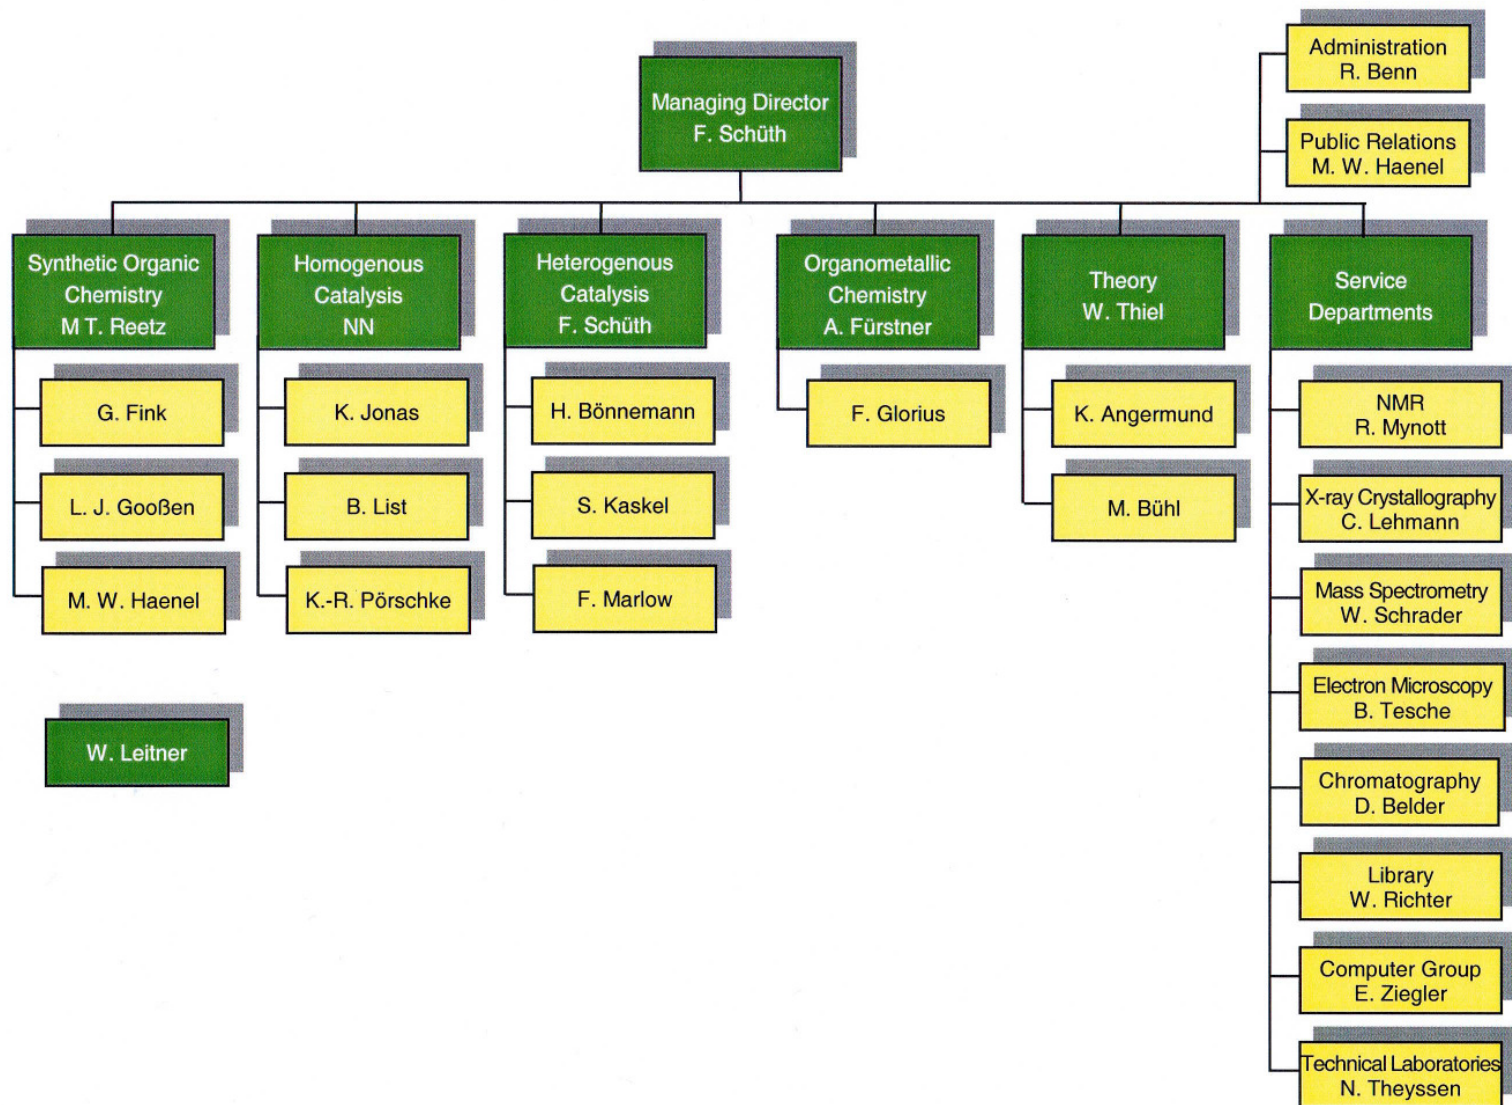 Managing Director
F. Schüth
Administration
R. Benn
Public Relations
M. W. Haenel
Synthetic Organic
Chemistry
M T. Reetz
G. Fink
L. J. Gooßen
M. W. Haenel
W. Leitner
Homogenous
Catalysis
NN
K. Jonas
B. List
K.-R. Pörschke
Heterogenous
Catalysis
F. Schüth
H. Bönnemann
S. Kaskel
F. Marlow
Organometallic
Chemistry
A. Fürstner
F. Glorius
Theory
W. Thiel
K. Angermund
M. Bühl
Service
Departments
NMR
R. Mynott
X-ray Crystallography
C. Lehmann
Mass Spectrometry
W. Schrader
Electron Microscopy
B. Tesche
Chromatography
D. Belder
Library
W. Richter
Computer Group
E. Ziegler
Technical Laboratories
N. Theyssen